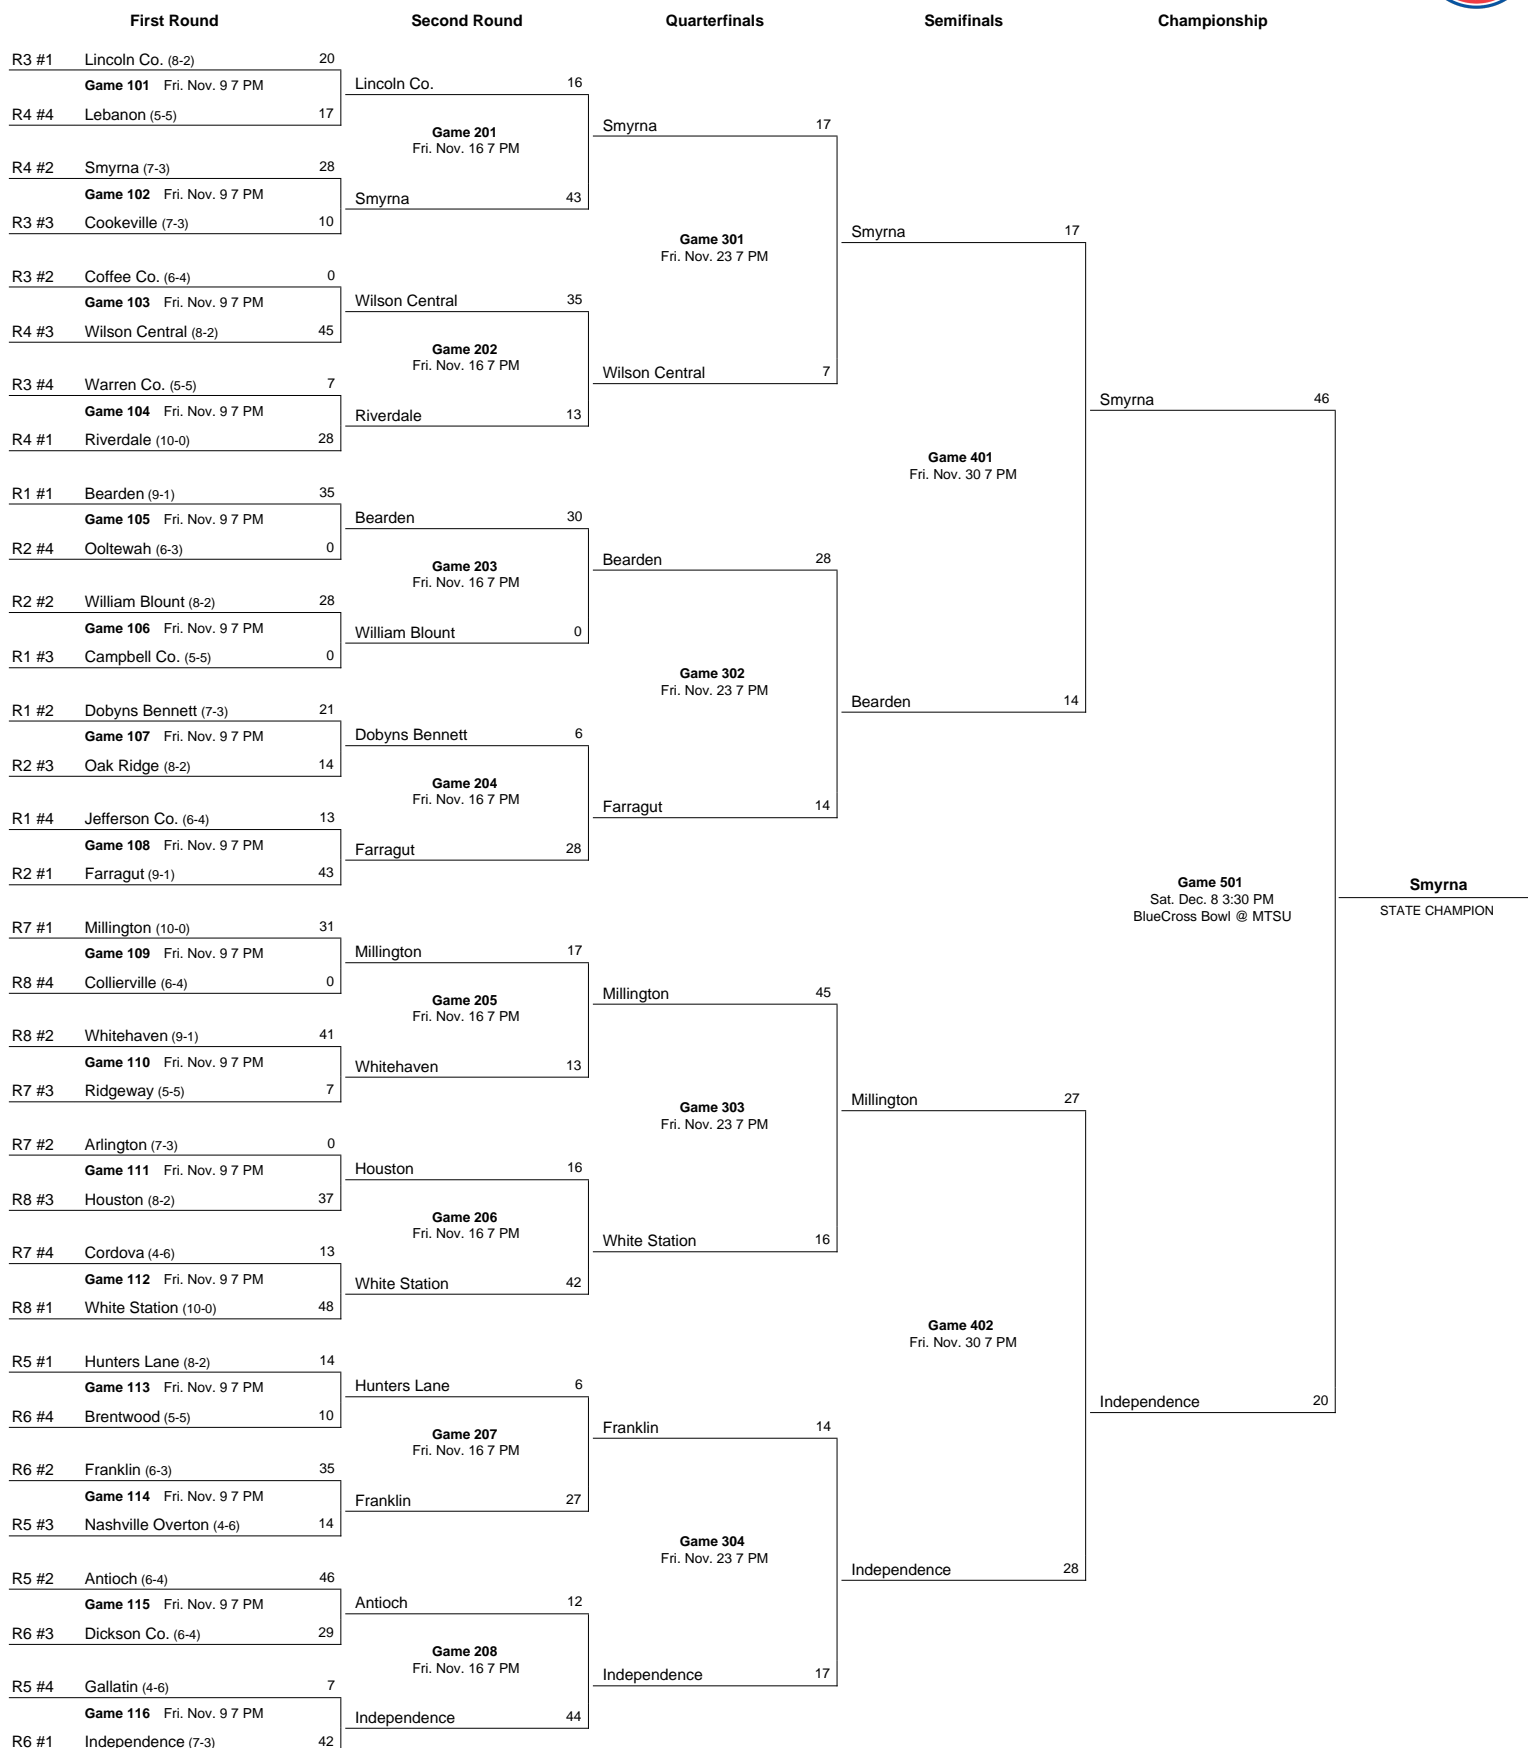 First Round
Second Round
Quarterfinals
Semifinals
Championship
R3 #1 Lincoln Co. (8-2) 20
Game 101 Fri. Nov. 9 7 PM
R4 #4 Lebanon (5-5) 17
R4 #2 Smyrna (7-3) 28
Game 102 Fri. Nov. 9 7 PM
R3 #3 Cookeville (7-3) 10
R3 #2 Coffee Co. (6-4) 0
Game 103 Fri. Nov. 9 7 PM
R4 #3 Wilson Central (8-2) 45
R3 #4 Warren Co. (5-5) 7
Game 104 Fri. Nov. 9 7 PM
R4 #1 Riverdale (10-0) 28
R1 #1 Bearden (9-1) 35
Game 105 Fri. Nov. 9 7 PM
R2 #4 Ooltewah (6-3) 0
R2 #2 William Blount (8-2) 28
Game 106 Fri. Nov. 9 7 PM
R1 #3 Campbell Co. (5-5) 0
R1 #2 Dobyns Bennett (7-3) 21
Game 107 Fri. Nov. 9 7 PM
R2 #3 Oak Ridge (8-2) 14
R1 #4 Jefferson Co. (6-4) 13
Game 108 Fri. Nov. 9 7 PM
R2 #1 Farragut (9-1) 43
R7 #1 Millington (10-0) 31
Game 109 Fri. Nov. 9 7 PM
R8 #4 Collierville (6-4) 0
R8 #2 Whitehaven (9-1) 41
Game 110 Fri. Nov. 9 7 PM
R7 #3 Ridgeway (5-5) 7
R7 #2 Arlington (7-3) 0
Game 111 Fri. Nov. 9 7 PM
R8 #3 Houston (8-2) 37
R7 #4 Cordova (4-6) 13
Game 112 Fri. Nov. 9 7 PM
R8 #1 White Station (10-0) 48
R5 #1 Hunters Lane (8-2) 14
Game 113 Fri. Nov. 9 7 PM
R6 #4 Brentwood (5-5) 10
R6 #2 Franklin (6-3) 35
Game 114 Fri. Nov. 9 7 PM
R5 #3 Nashville Overton (4-6) 14
R5 #2 Antioch (6-4) 46
Game 115 Fri. Nov. 9 7 PM
R6 #3 Dickson Co. (6-4) 29
R5 #4 Gallatin (4-6) 7
Game 116 Fri. Nov. 9 7 PM
R6 #1 Independence (7-3) 42
Lincoln Co. 16
Game 201
Fri. Nov. 16 7 PM
Smyrna 43
Wilson Central 35
Game 202
Fri. Nov. 16 7 PM
Riverdale 13
Bearden 30
Game 203
Fri. Nov. 16 7 PM
William Blount 0
Dobyns Bennett 6
Game 204
Fri. Nov. 16 7 PM
Farragut 28
Millington 17
Game 205
Fri. Nov. 16 7 PM
Whitehaven 13
Houston 16
Game 206
Fri. Nov. 16 7 PM
White Station 42
Hunters Lane 6
Game 207
Fri. Nov. 16 7 PM
Franklin 27
Antioch 12
Game 208
Fri. Nov. 16 7 PM
Independence 44
Smyrna 17
Game 301
Fri. Nov. 23 7 PM
Wilson Central 7
Bearden 28
Game 302
Fri. Nov. 23 7 PM
Farragut 14
Millington 45
Game 303
Fri. Nov. 23 7 PM
White Station 16
Franklin 14
Game 304
Fri. Nov. 23 7 PM
Independence 17
Smyrna 17
Game 401
Fri. Nov. 30 7 PM
Bearden 14
Millington 27
Game 402
Fri. Nov. 30 7 PM
Independence 28
Smyrna 46
Game 501
Sat. Dec. 8 3:30 PM
BlueCross Bowl @ MTSU
Independence 20
Smyrna
STATE CHAMPION